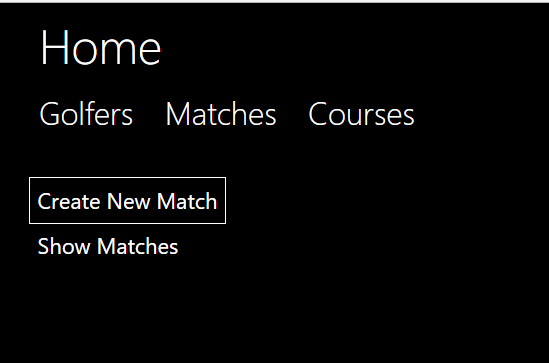 Home
Golfers Matches Courses
Create New Match
Show Matches